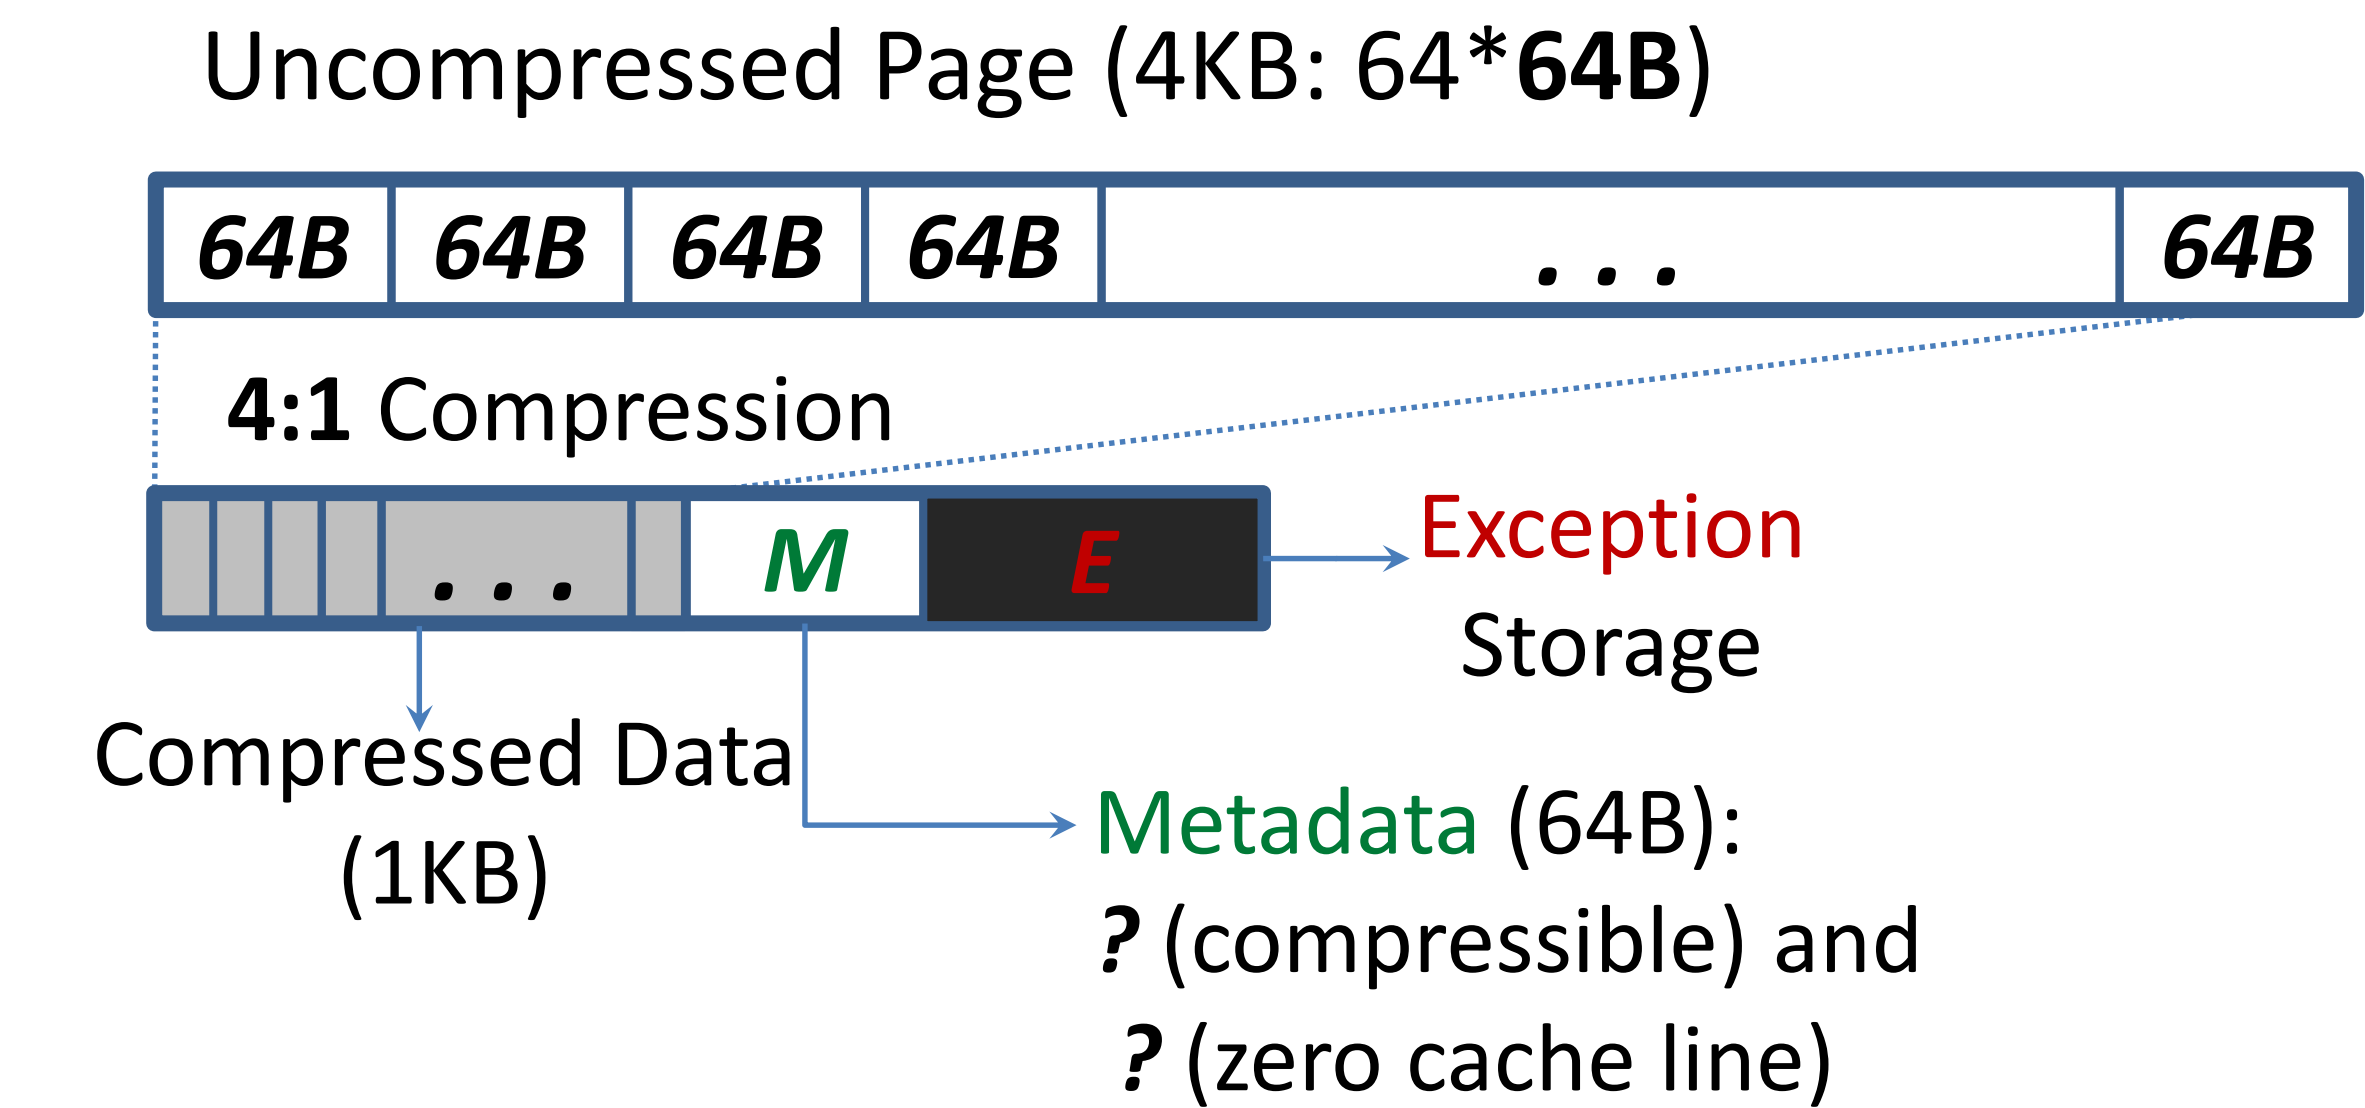 Uncompressed Page (4KB: 64*64B)
64B 64B 64B 64B . . . 64B
4:1 Compression
. . . M E
Exception
Storage
Compressed Data
(1KB)
Metadata (64B):
? (compressible) and
? (zero cache line)